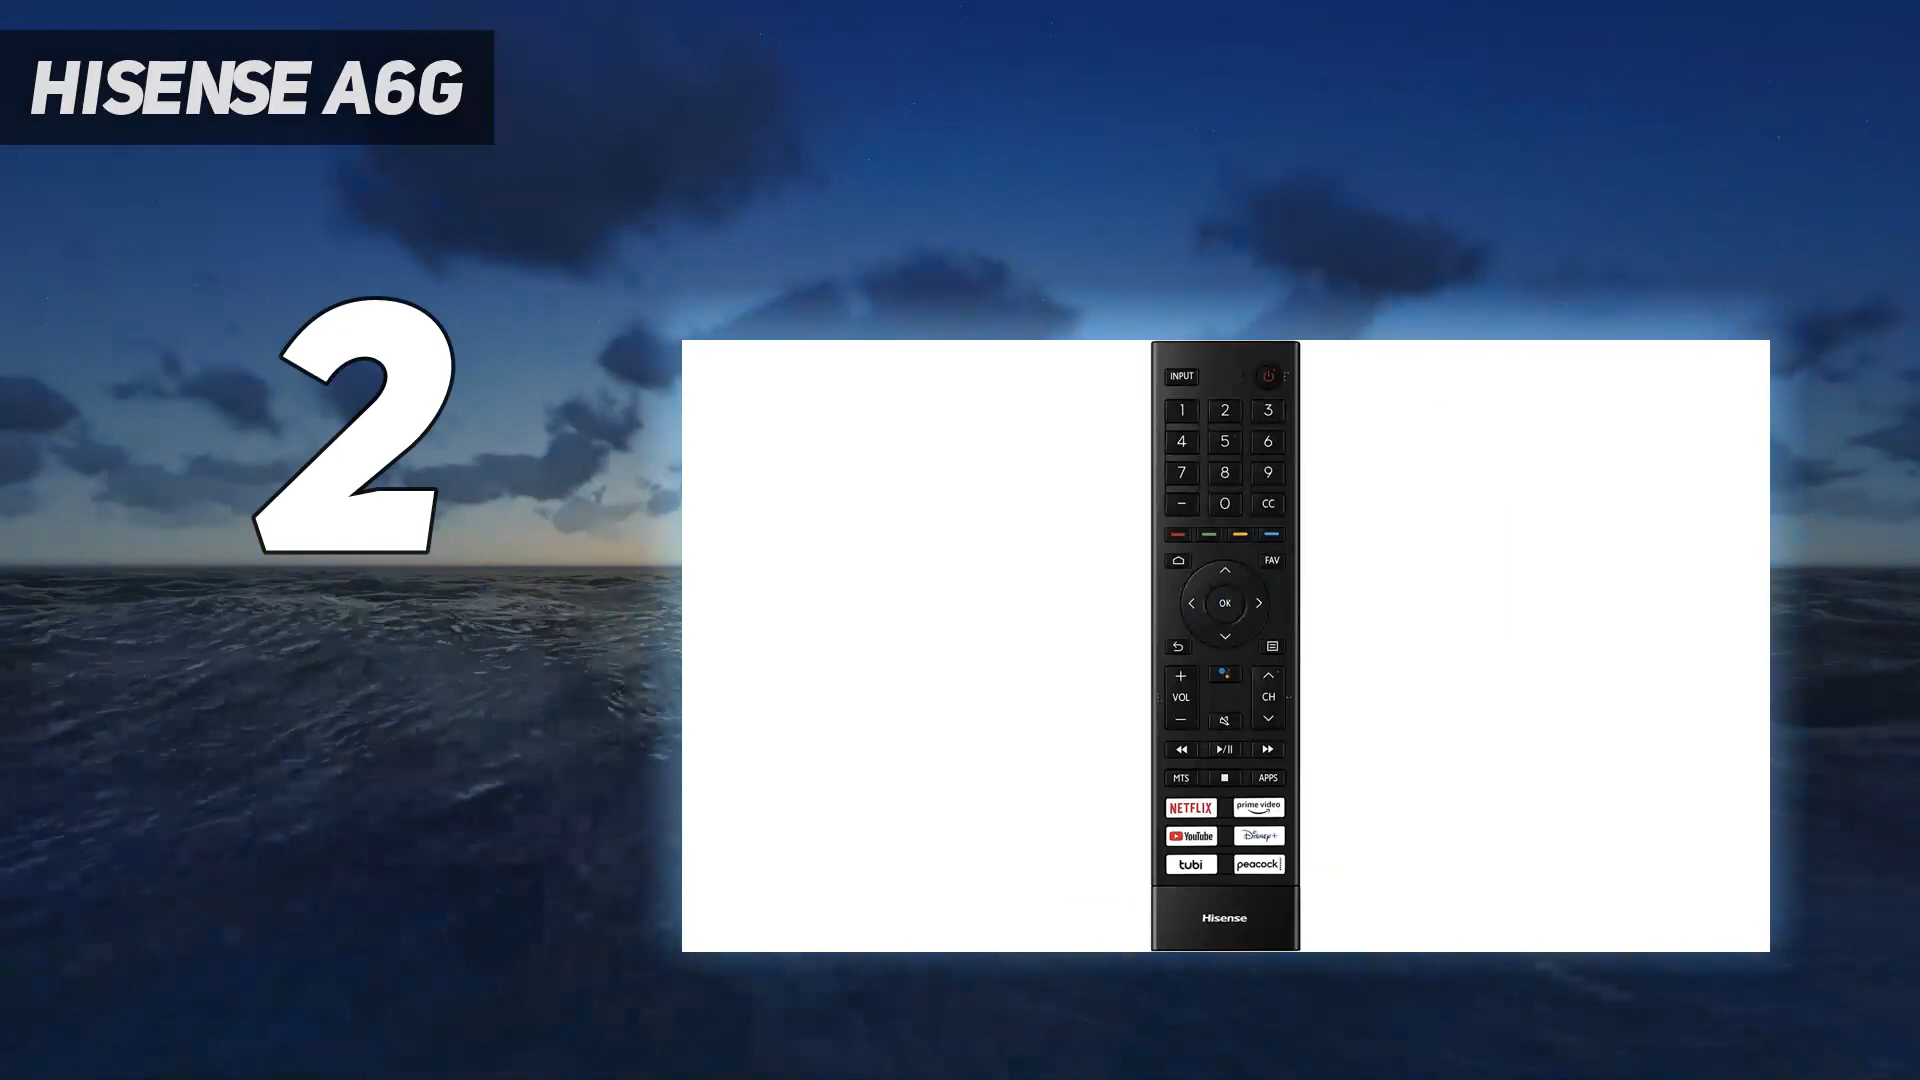 HISENSE A6G
2
INPUT
1 2 3
4 5 6
7 8 9
- 0 CC
FAV
OK
+
VOL CH
-
MTS APPS
NETFLIX prime video
YouTube Disney+
tubi peacock
Hisense